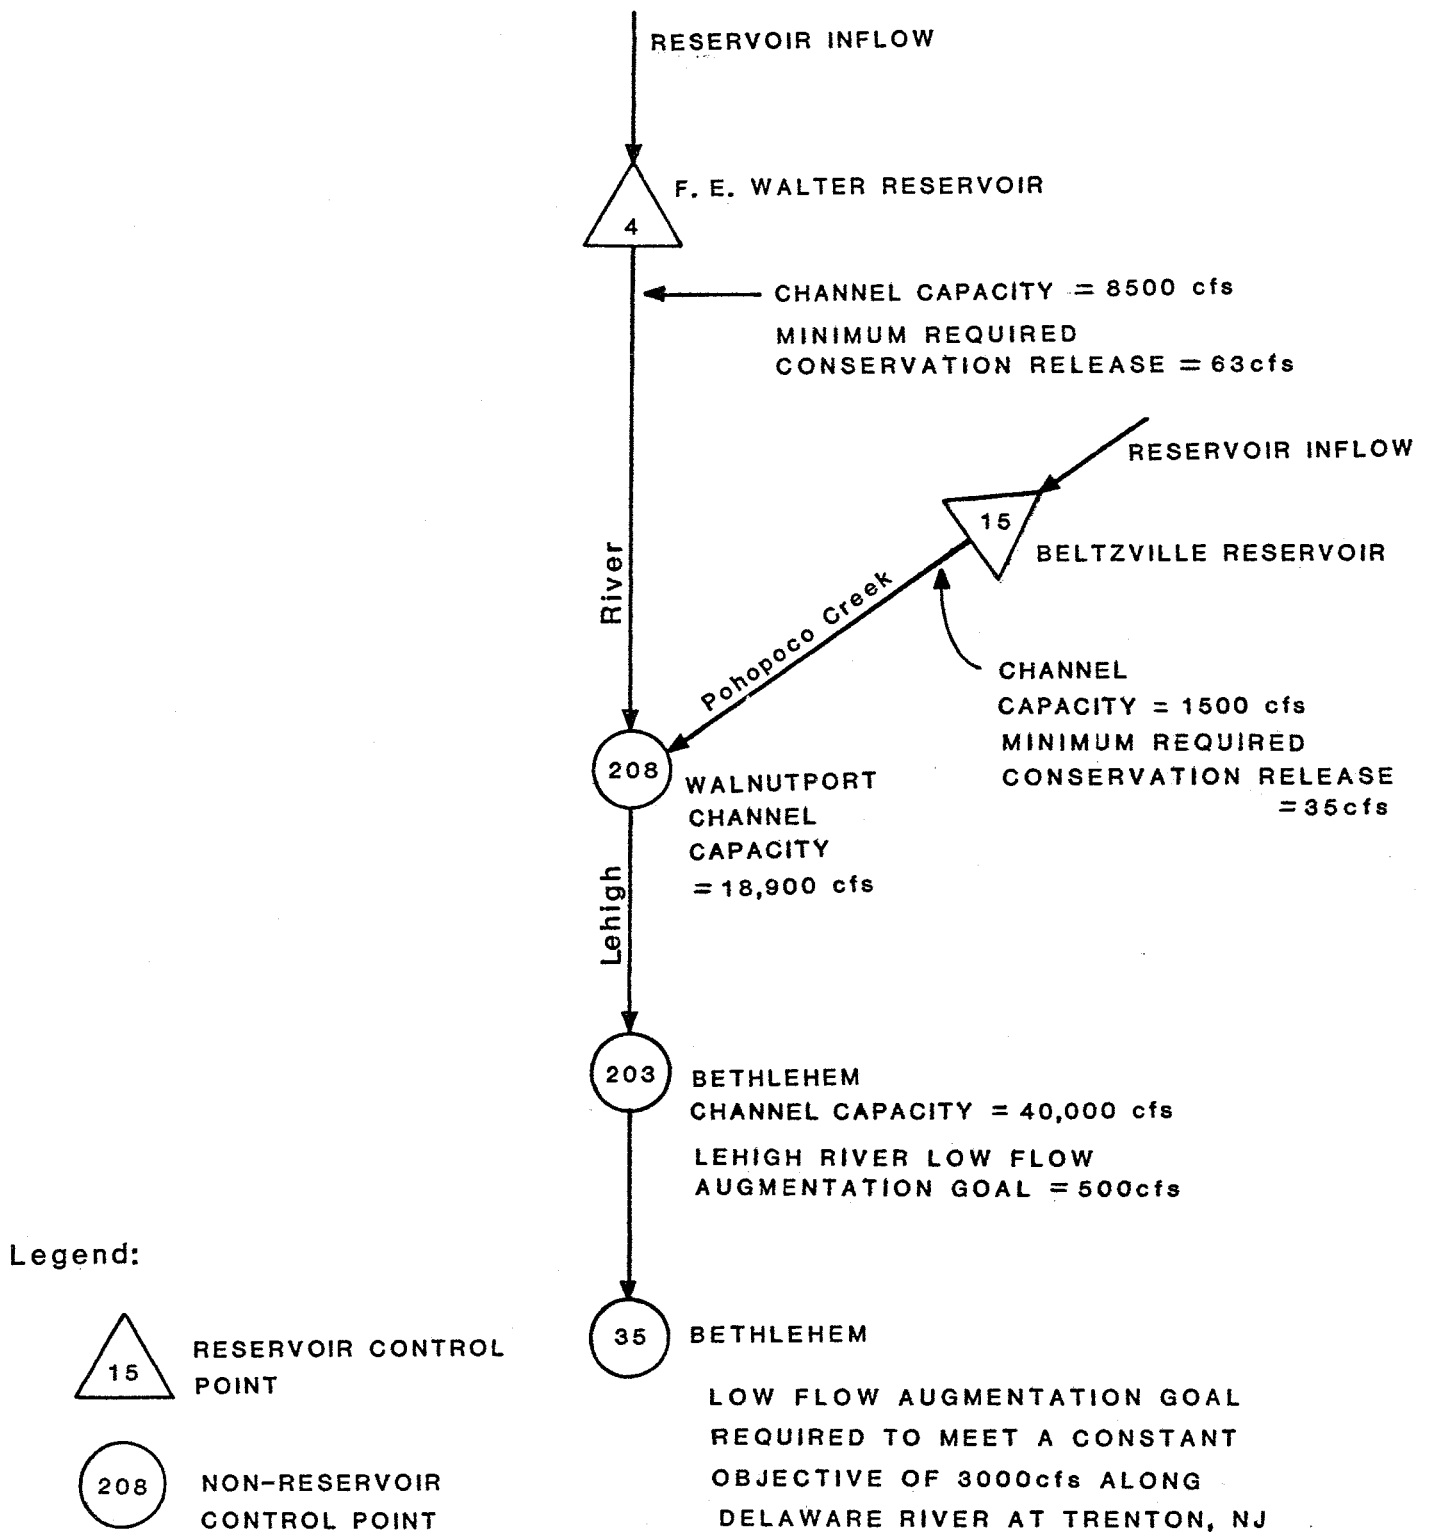 RESERVOIR INFLOW
F. E. WALTER RESERVOIR
4
CHANNEL CAPACITY = 8500 cfs
MINIMUM REQUIRED
CONSERVATION RELEASE = 63cfs
RESERVOIR INFLOW
15
BELTZVILLE RESERVOIR
River
Pohopoco Creek
CHANNEL
CAPACITY = 1500 cfs
MINIMUM REQUIRED
CONSERVATION RELEASE
=35cfs
208
WALNUTPORT
CHANNEL
CAPACITY
=18,900 cfs
Lehigh
203
BETHLEHEM
CHANNEL CAPACITY = 40,000 cfs
LEHIGH RIVER LOW FLOW
AUGMENTATION GOAL =500cfs
35
BETHLEHEM
LOW FLOW AUGMENTATION GOAL
REQUIRED TO MEET A CONSTANT
OBJECTIVE OF 3000cfs ALONG
DELAWARE RIVER AT TRENTON, NJ
Legend:
15
RESERVOIR CONTROL
POINT
208
NON-RESERVOIR
CONTROL POINT